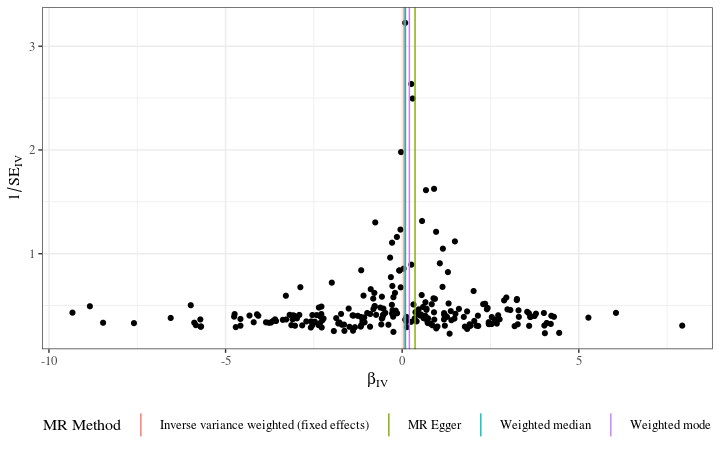 3
2
1
1/SE_IV
-10
-5
0
5
β_IV
MR Method
Inverse variance weighted (fixed effects)
MR Egger
Weighted median
Weighted mode